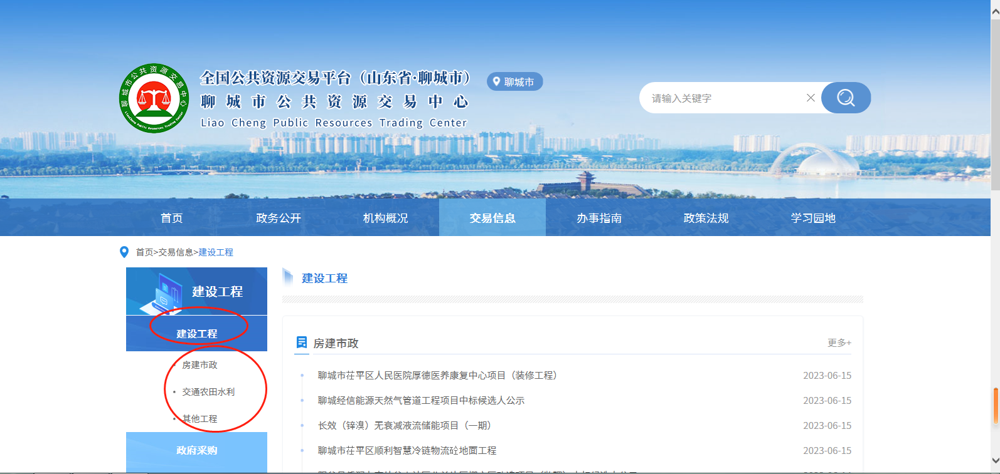 聊城市公共资源交易中心
LiaoCheng Public Resources Trading Center
全国公共资源交易平台（山东省·聊城市）
聊城市公共资源交易中心
Liao Cheng Public Resources Trading Center
聊城市
请输入关键字
首页 政务公开 机构概况 交易信息 办事指南 政策法规 学习园地
首页>交易信息>建设工程
建设工程
建设工程
房建市政
交通农田水利
其他工程
政府采购
建设工程
房建市政 更多+
聊城市茌平区人民医院厚德医养康复中心项目（装修工程） 2023-06-15
聊城经信能源天然气管道工程项目中标候选人公示 2023-06-15
长效（锌溴）无衰减液流储能项目（一期） 2023-06-15
聊城市茌平区顺利智慧冷链物流砼地面工程 2023-06-15